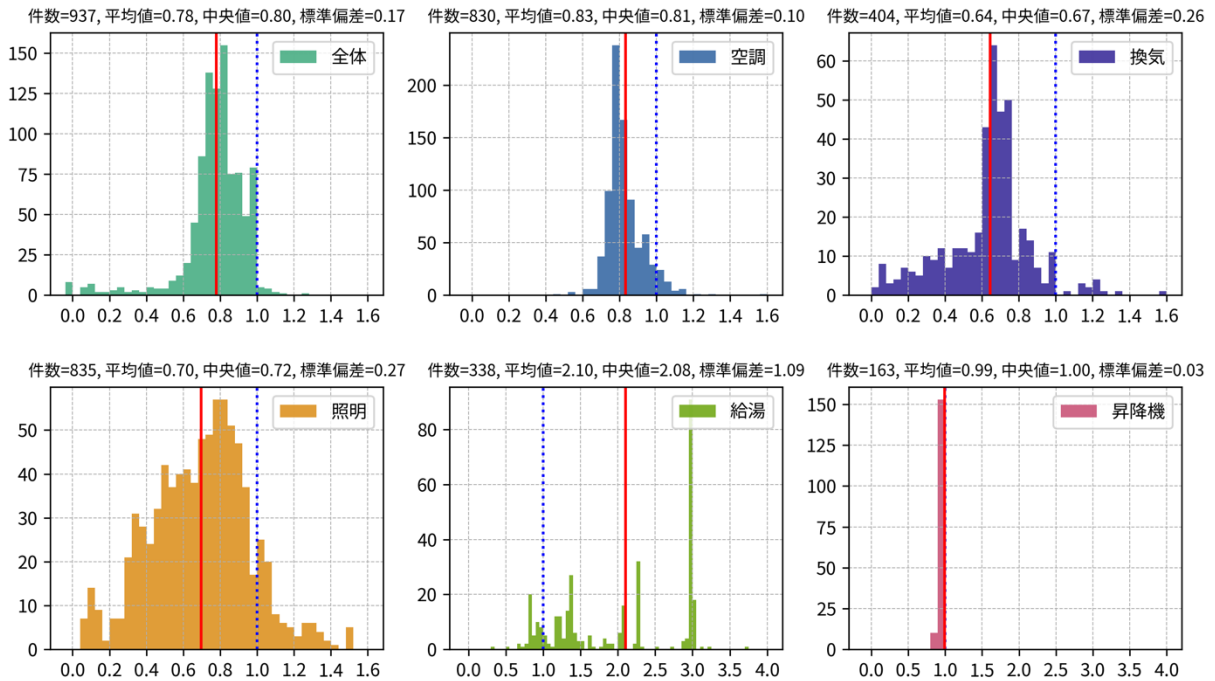 件数=937, 平均値=0.78, 中央値=0.80, 標準偏差=0.17
全体
150
125
100
75
50
25
0
0.0 0.2 0.4 0.6 0.8 1.0 1.2 1.4 1.6
件数=830, 平均値=0.83, 中央値=0.81, 標準偏差=0.10
空調
200
150
100
50
0
0.0 0.2 0.4 0.6 0.8 1.0 1.2 1.4 1.6
件数=404, 平均値=0.64, 中央値=0.67, 標準偏差=0.26
換気
60
50
40
30
20
10
0
0.0 0.2 0.4 0.6 0.8 1.0 1.2 1.4 1.6
件数=835, 平均値=0.70, 中央値=0.72, 標準偏差=0.27
照明
50
40
30
20
10
0
0.0 0.2 0.4 0.6 0.8 1.0 1.2 1.4 1.6
件数=338, 平均値=2.10, 中央値=2.08, 標準偏差=1.09
給湯
80
60
40
20
0
0.0 0.5 1.0 1.5 2.0 2.5 3.0 3.5 4.0
件数=163, 平均値=0.99, 中央値=1.00, 標準偏差=0.03
昇降機
150
125
100
75
50
25
0
0.0 0.5 1.0 1.5 2.0 2.5 3.0 3.5 4.0